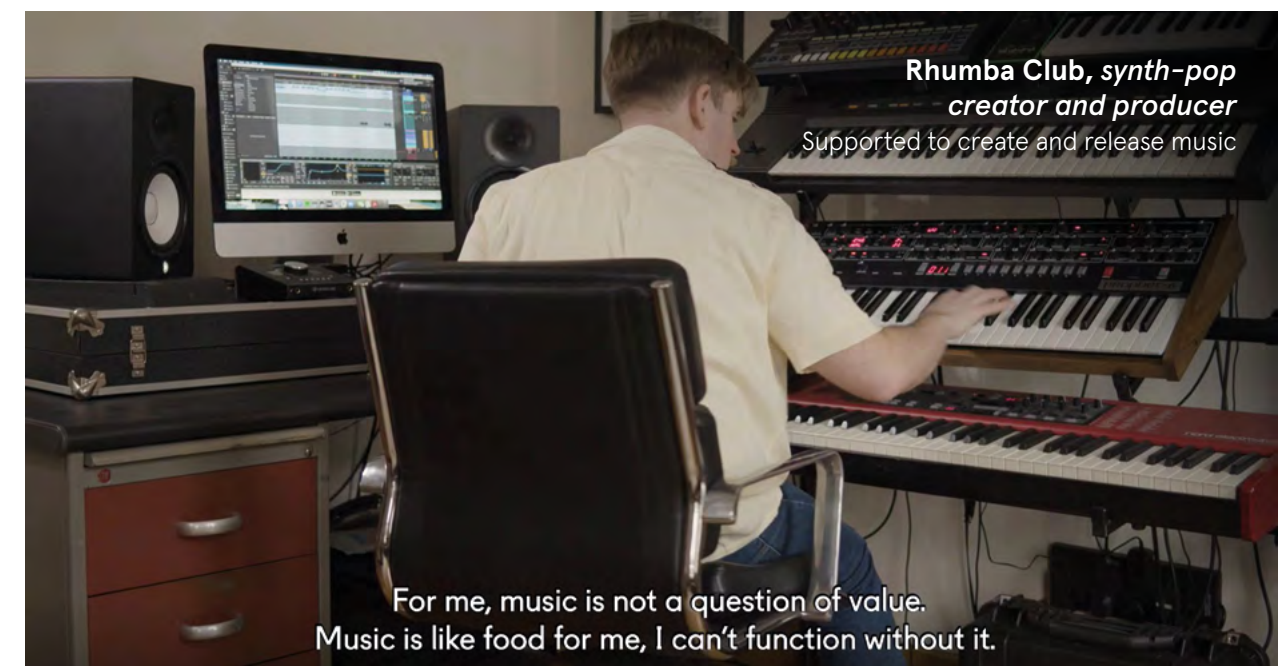 Rhumba Club, synth-pop
creator and producer
Supported to create and release music
For me, music is not a question of value.
Music is like food for me, I can't function without it.